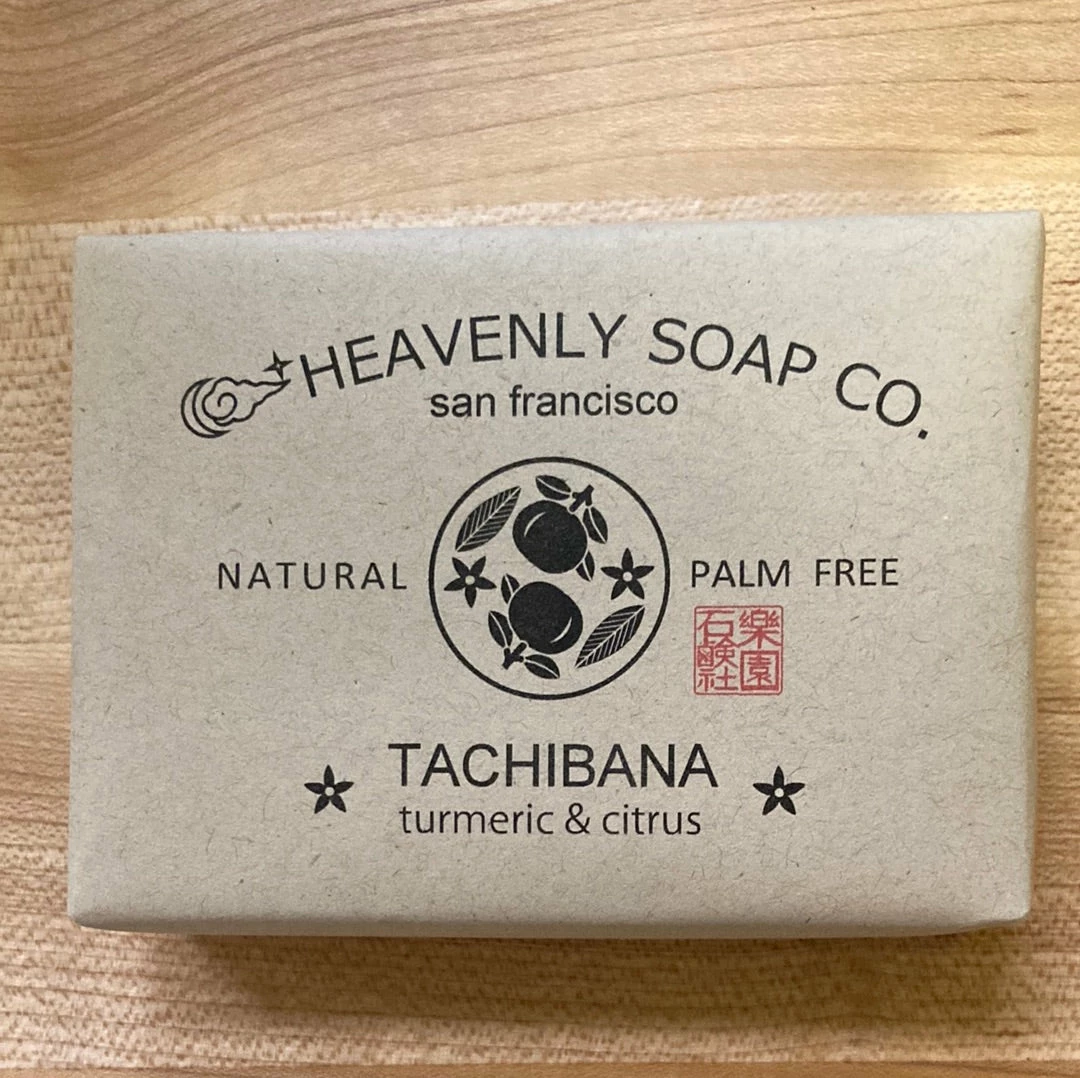 HEAVENLY SOAP CO.
san francisco
NATURAL
PALM FREE
樂園
石鹸社
TACHIBANA
turmeric & citrus